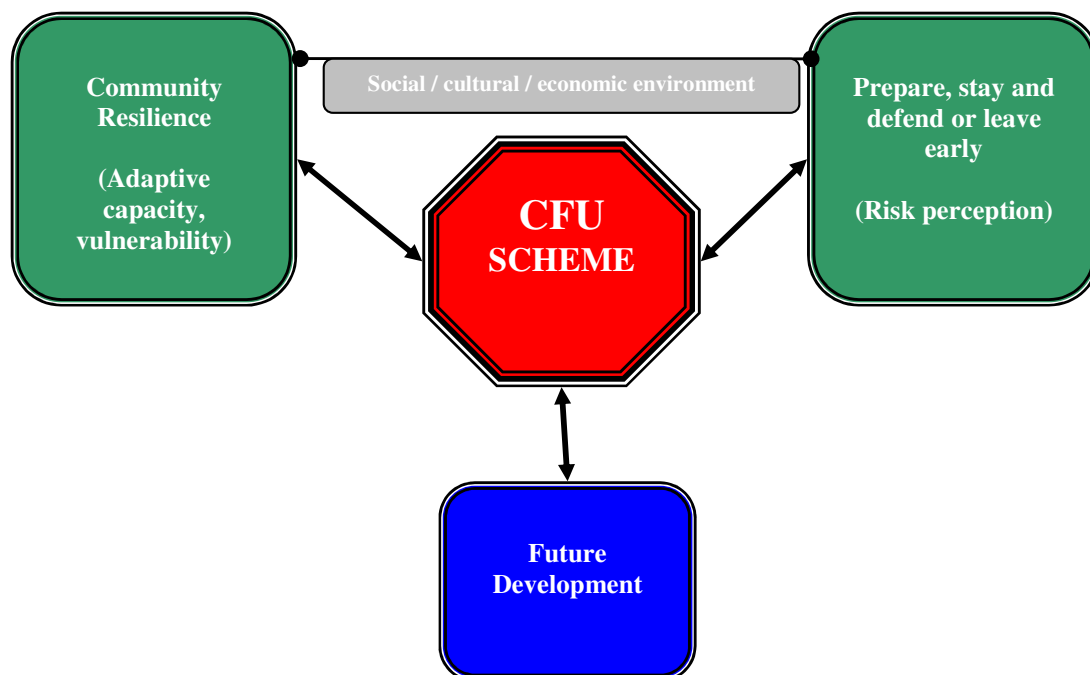 Community
Resilience
(Adaptive
capacity,
vulnerability)
Social / cultural / economic environment
Prepare, stay and
defend or leave
early
(Risk perception)
CFU
SCHEME
Future
Development